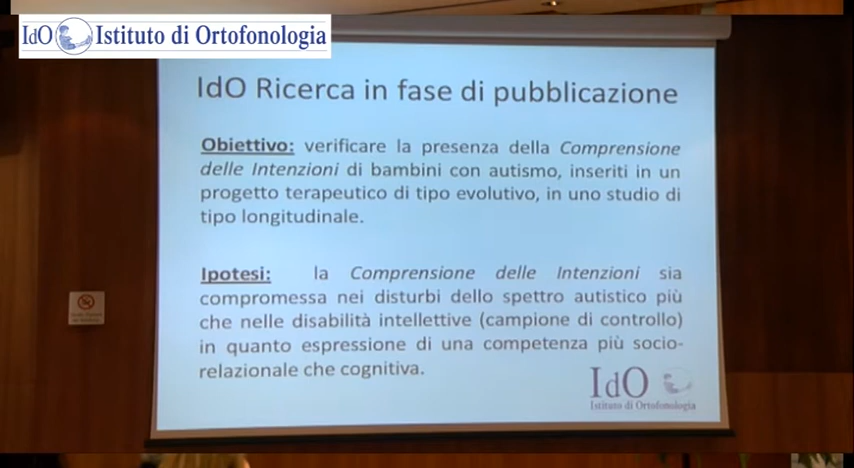 IdO Istituto di Ortofonologia
IdO Ricerca in fase di pubblicazione
Obiettivo: verificare la presenza della Comprensione
delle Intenzioni di bambini con autismo, inseriti in un
progetto terapeutico di tipo evolutivo, in uno studio di
tipo longitudinale.
Ipotesi: la Comprensione delle Intenzioni sia
compromessa nei disturbi dello spettro autistico più
che nelle disabilità intellettive (campione di controllo)
in quanto espressione di una competenza più socio-
relazionale che cognitiva.
IdO
Istituto di Ortofonologia